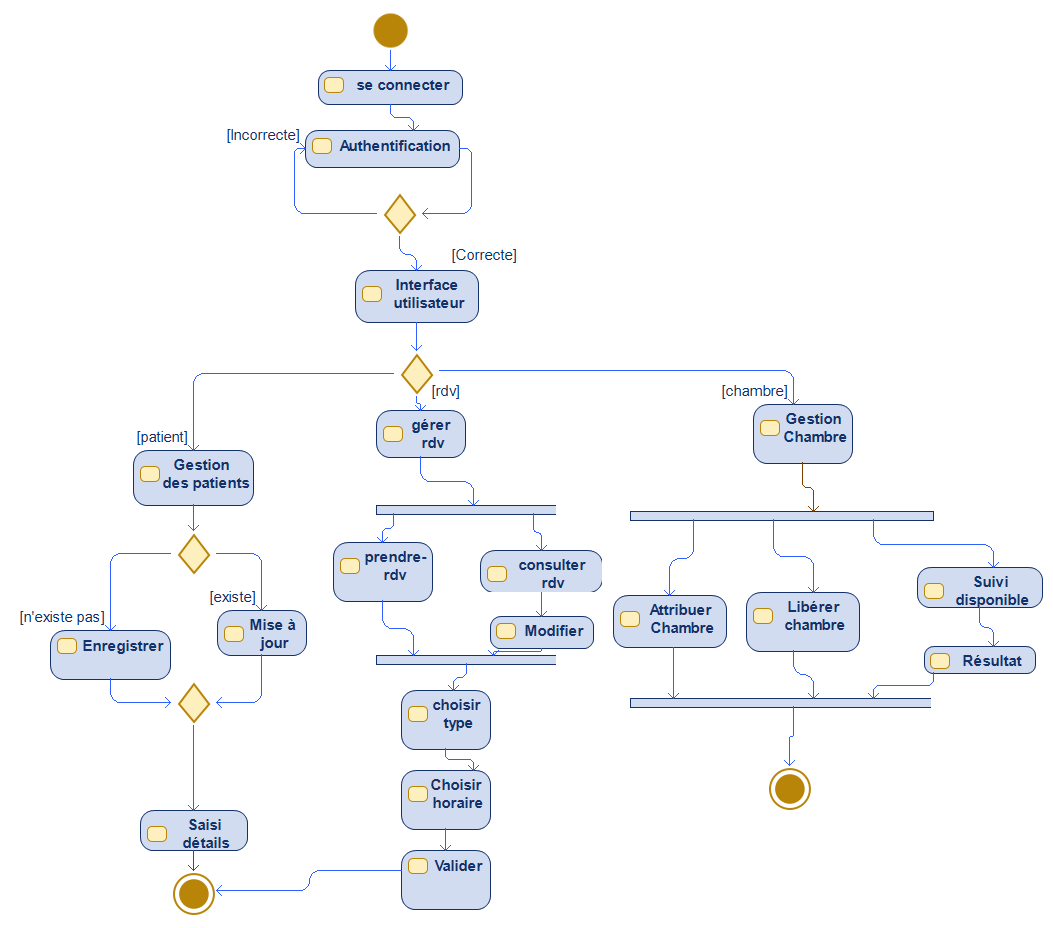 se connecter
[Incorrecte]
Authentification
[Correcte]
Interface
utilisateur
[rdv]
[chambre]
[patient]
gérer
rdv
Gestion
Chambre
Gestion
des patients
prendre-
rdv
consulter
rdv
Suivi
disponible
[existe]
[n'existe pas]
Enregistrer
Mise à
jour
Modifier
Attribuer
Chambre
Libérer
chambre
Résultat
choisir
type
Choisir
horaire
Saisi
détails
Valider